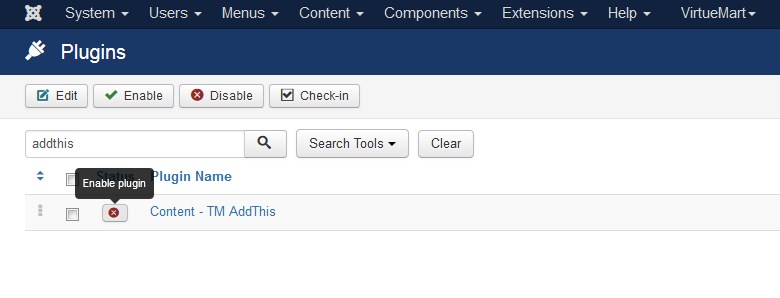 System Users Menus Content Components Extensions Help VirtueMart
Plugins
Edit Enable Disable Check-in
addthis Search Tools Clear
Status Plugin Name
Enable plugin
Content - TM AddThis